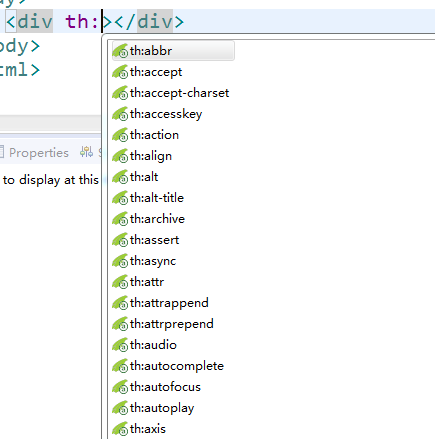 <div th:></div>
ody>
tml>
Properties
to display at this
th:abbr
th:accept
th:accept-charset
th:accesskey
th:action
th:align
th:alt
th:alt-title
th:archive
th:assert
th:async
th:attr
th:attrappend
th:attrprepend
th:audio
th:autocomplete
th:autofocus
th:autoplay
th:axis